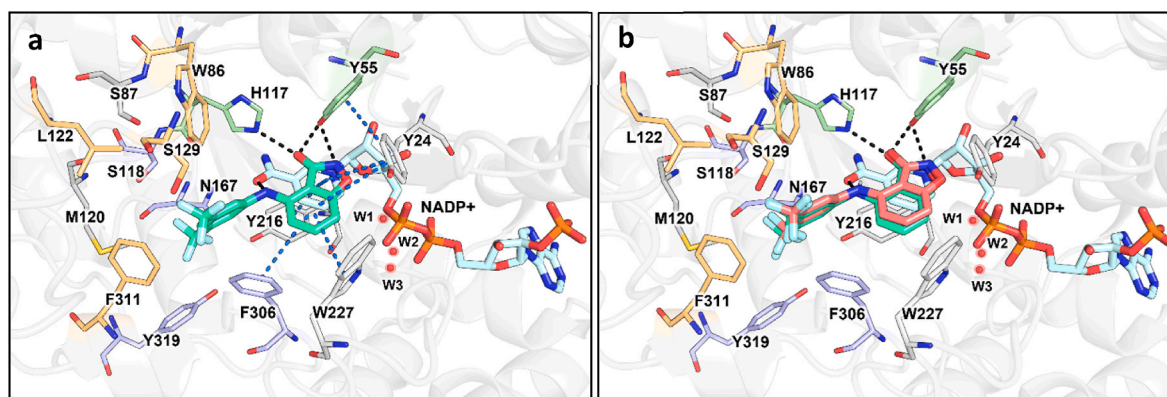 a
Y55
W86
S87
H117
L122
S129
Y24
S118
N167
M120
Y216
W1
NADP+
W2
W3
F311
F306
W227
Y319
b
Y55
W86
S87
H117
L122
S129
Y24
S118
N167
M120
Y216
W1
NADP+
W2
W3
F311
F306
W227
Y319